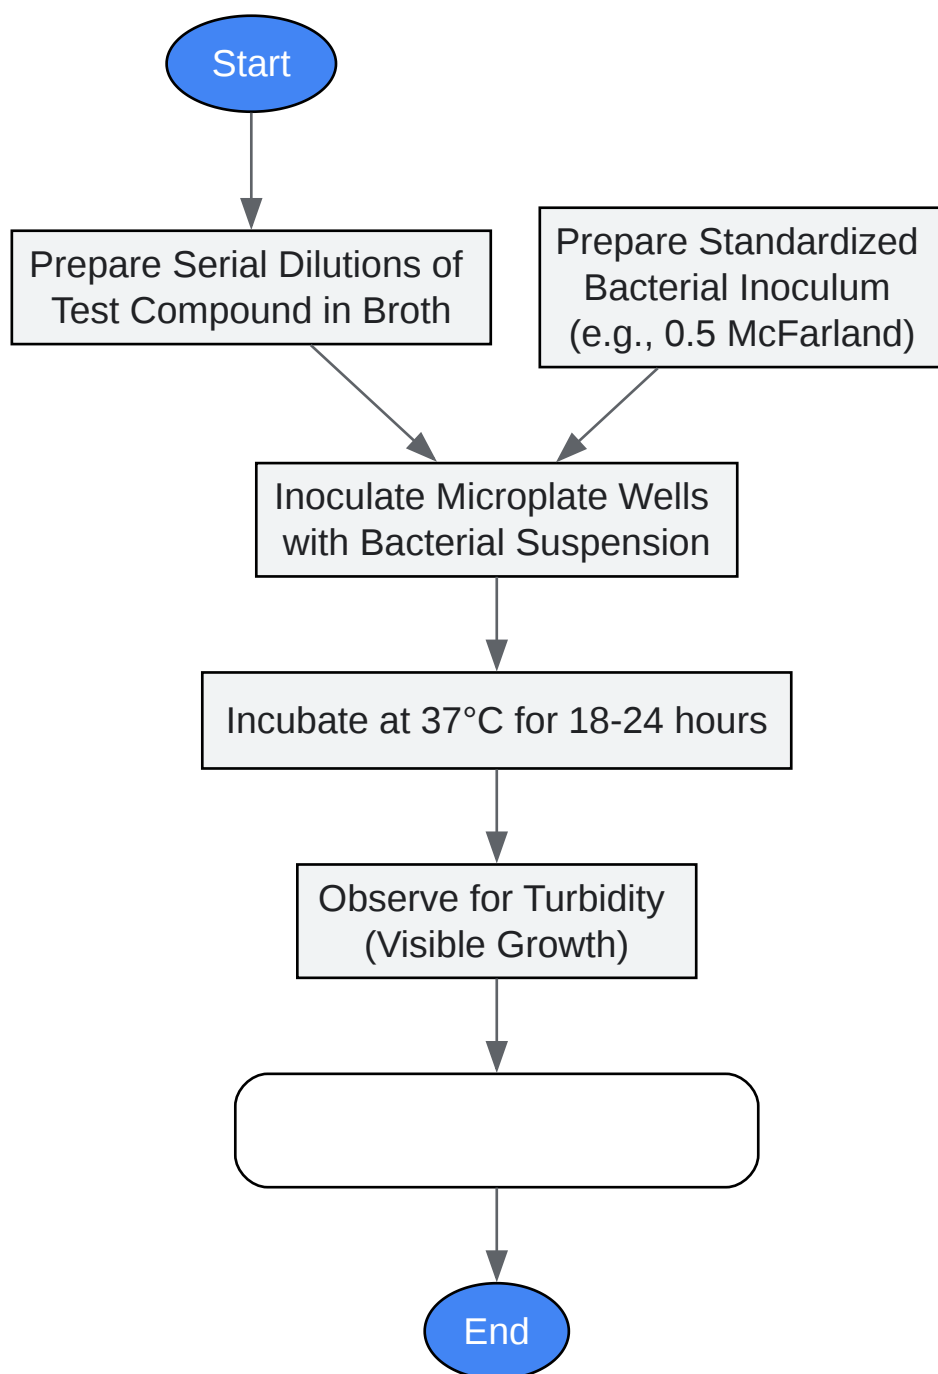 Start
Prepare Serial Dilutions of
Test Compound in Broth
Prepare Standardized
Bacterial Inoculum
(e.g., 0.5 McFarland)
Inoculate Microplate Wells
with Bacterial Suspension
Incubate at 37°C for 18-24 hours
Observe for Turbidity
(Visible Growth)
End